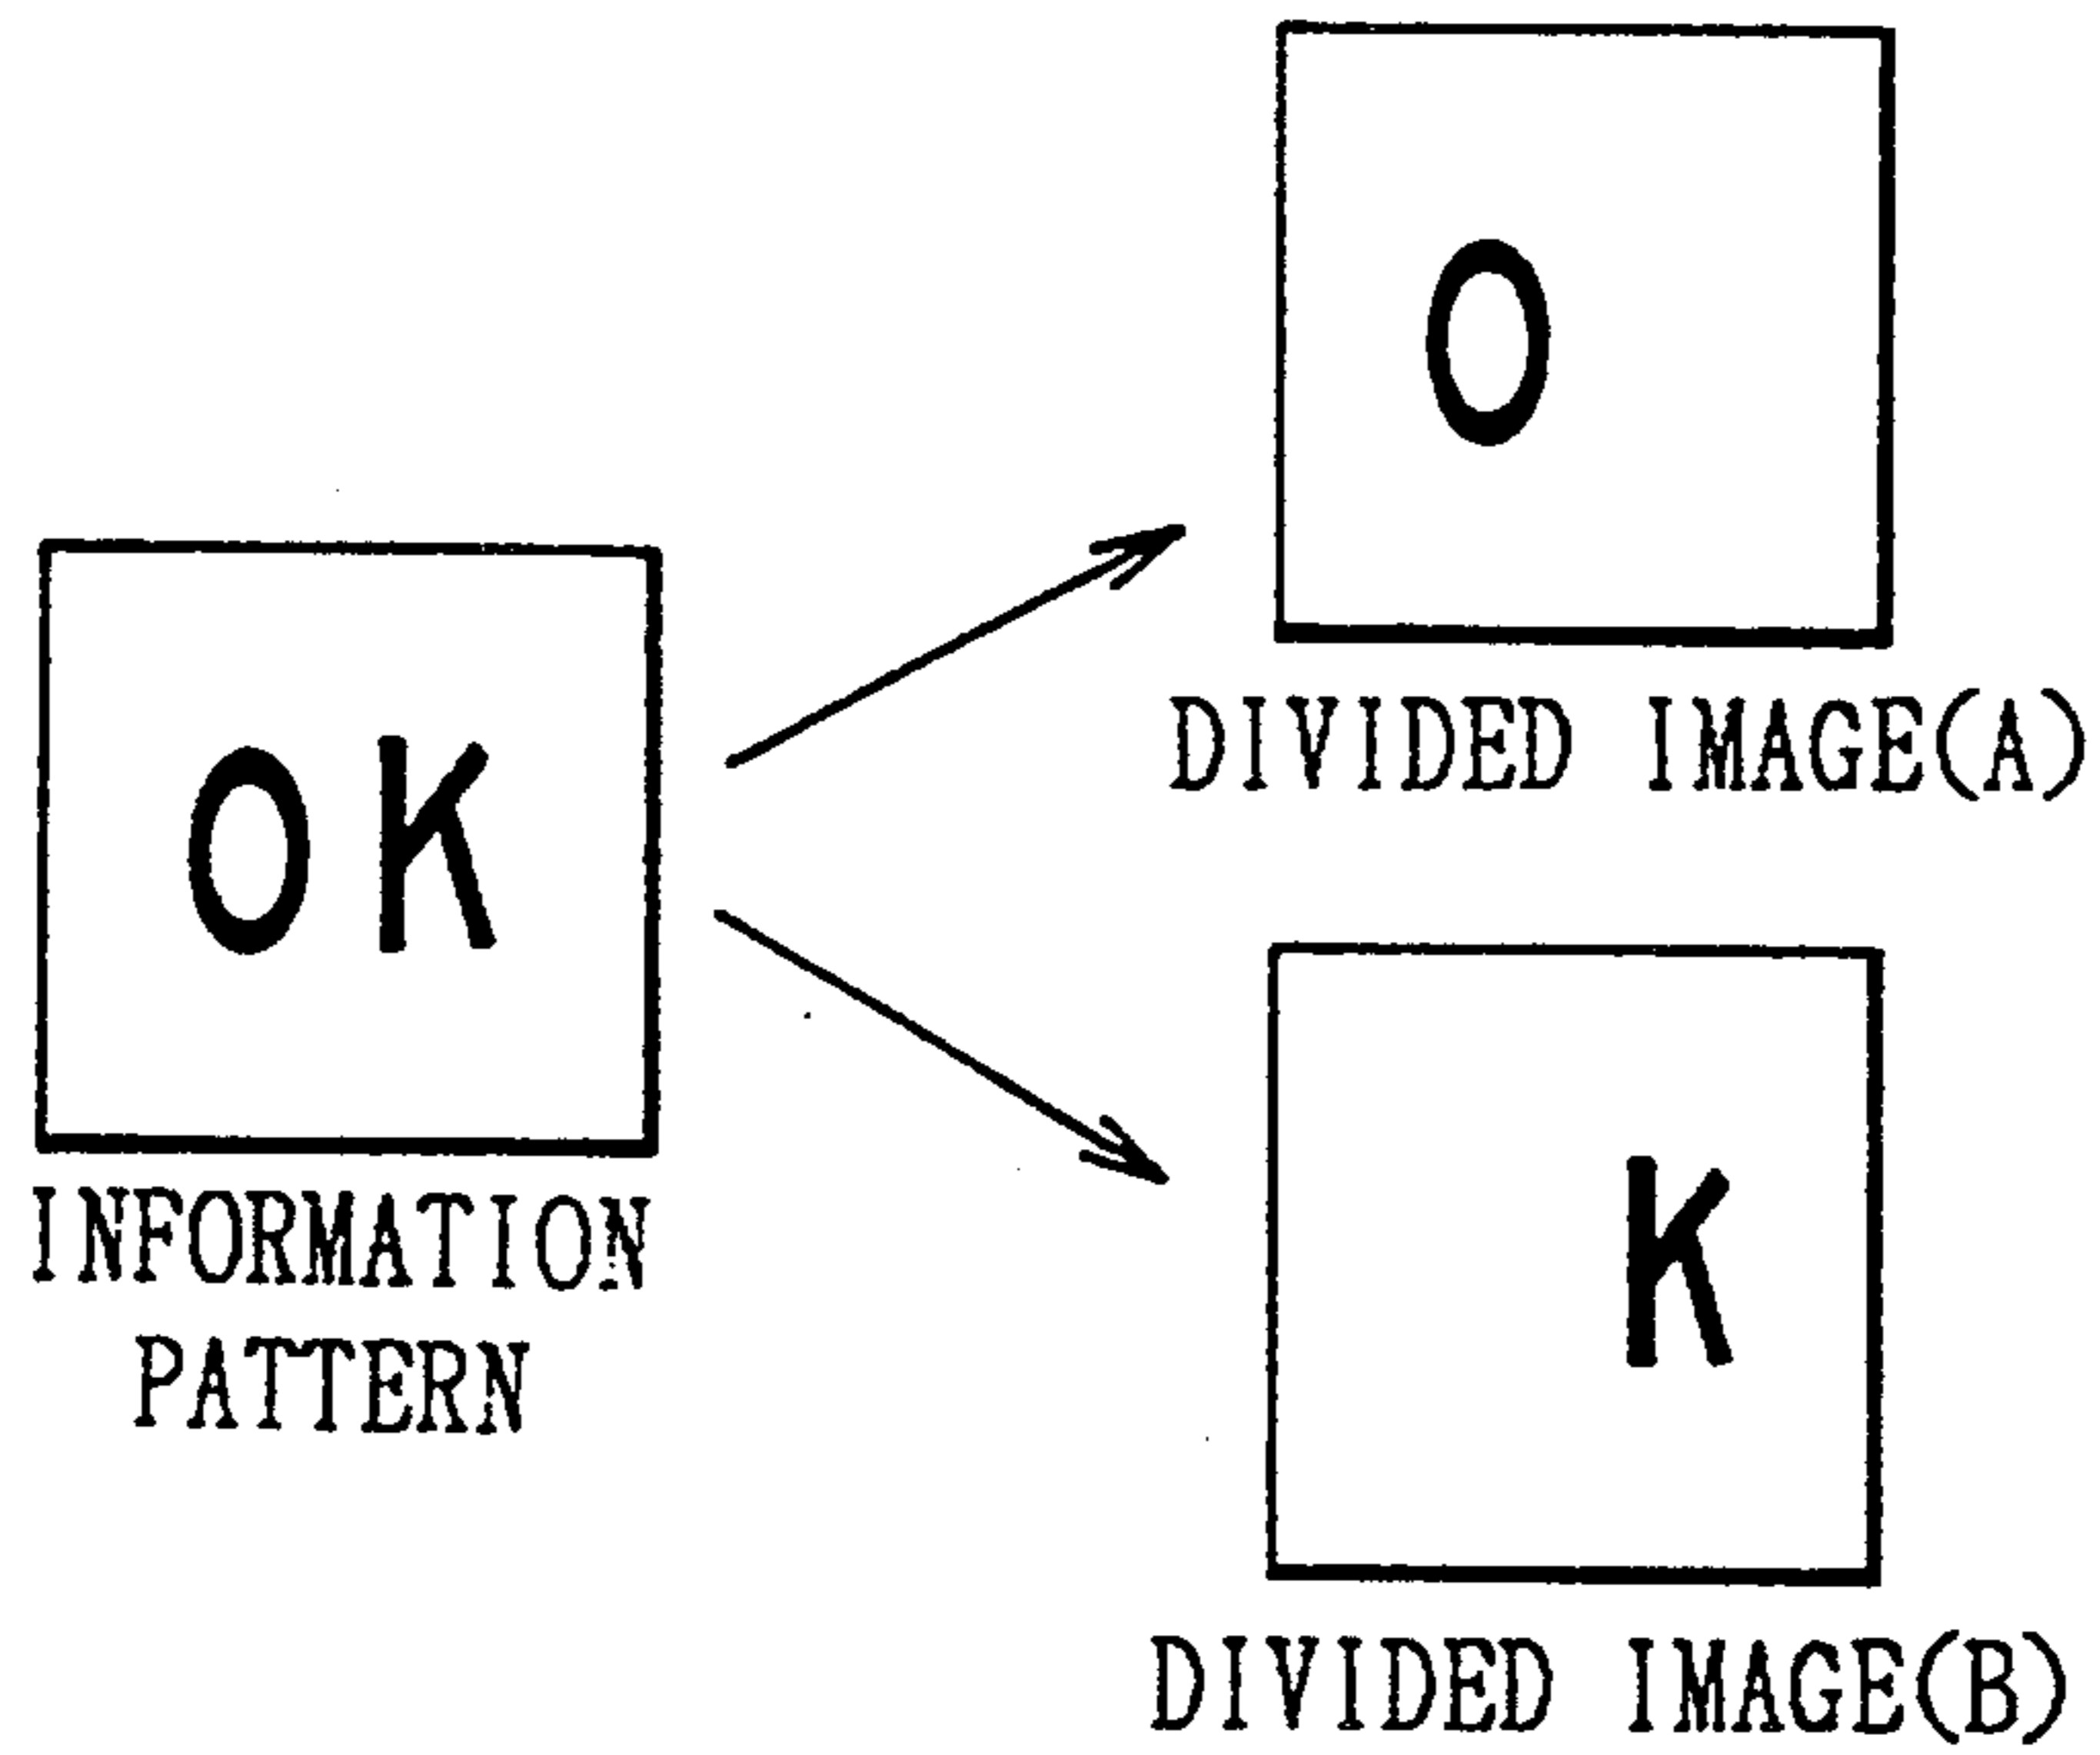 OK
INFORMATION
PATTERN
O
DIVIDED IMAGE(A)
K
DIVIDED IMAGE(B)